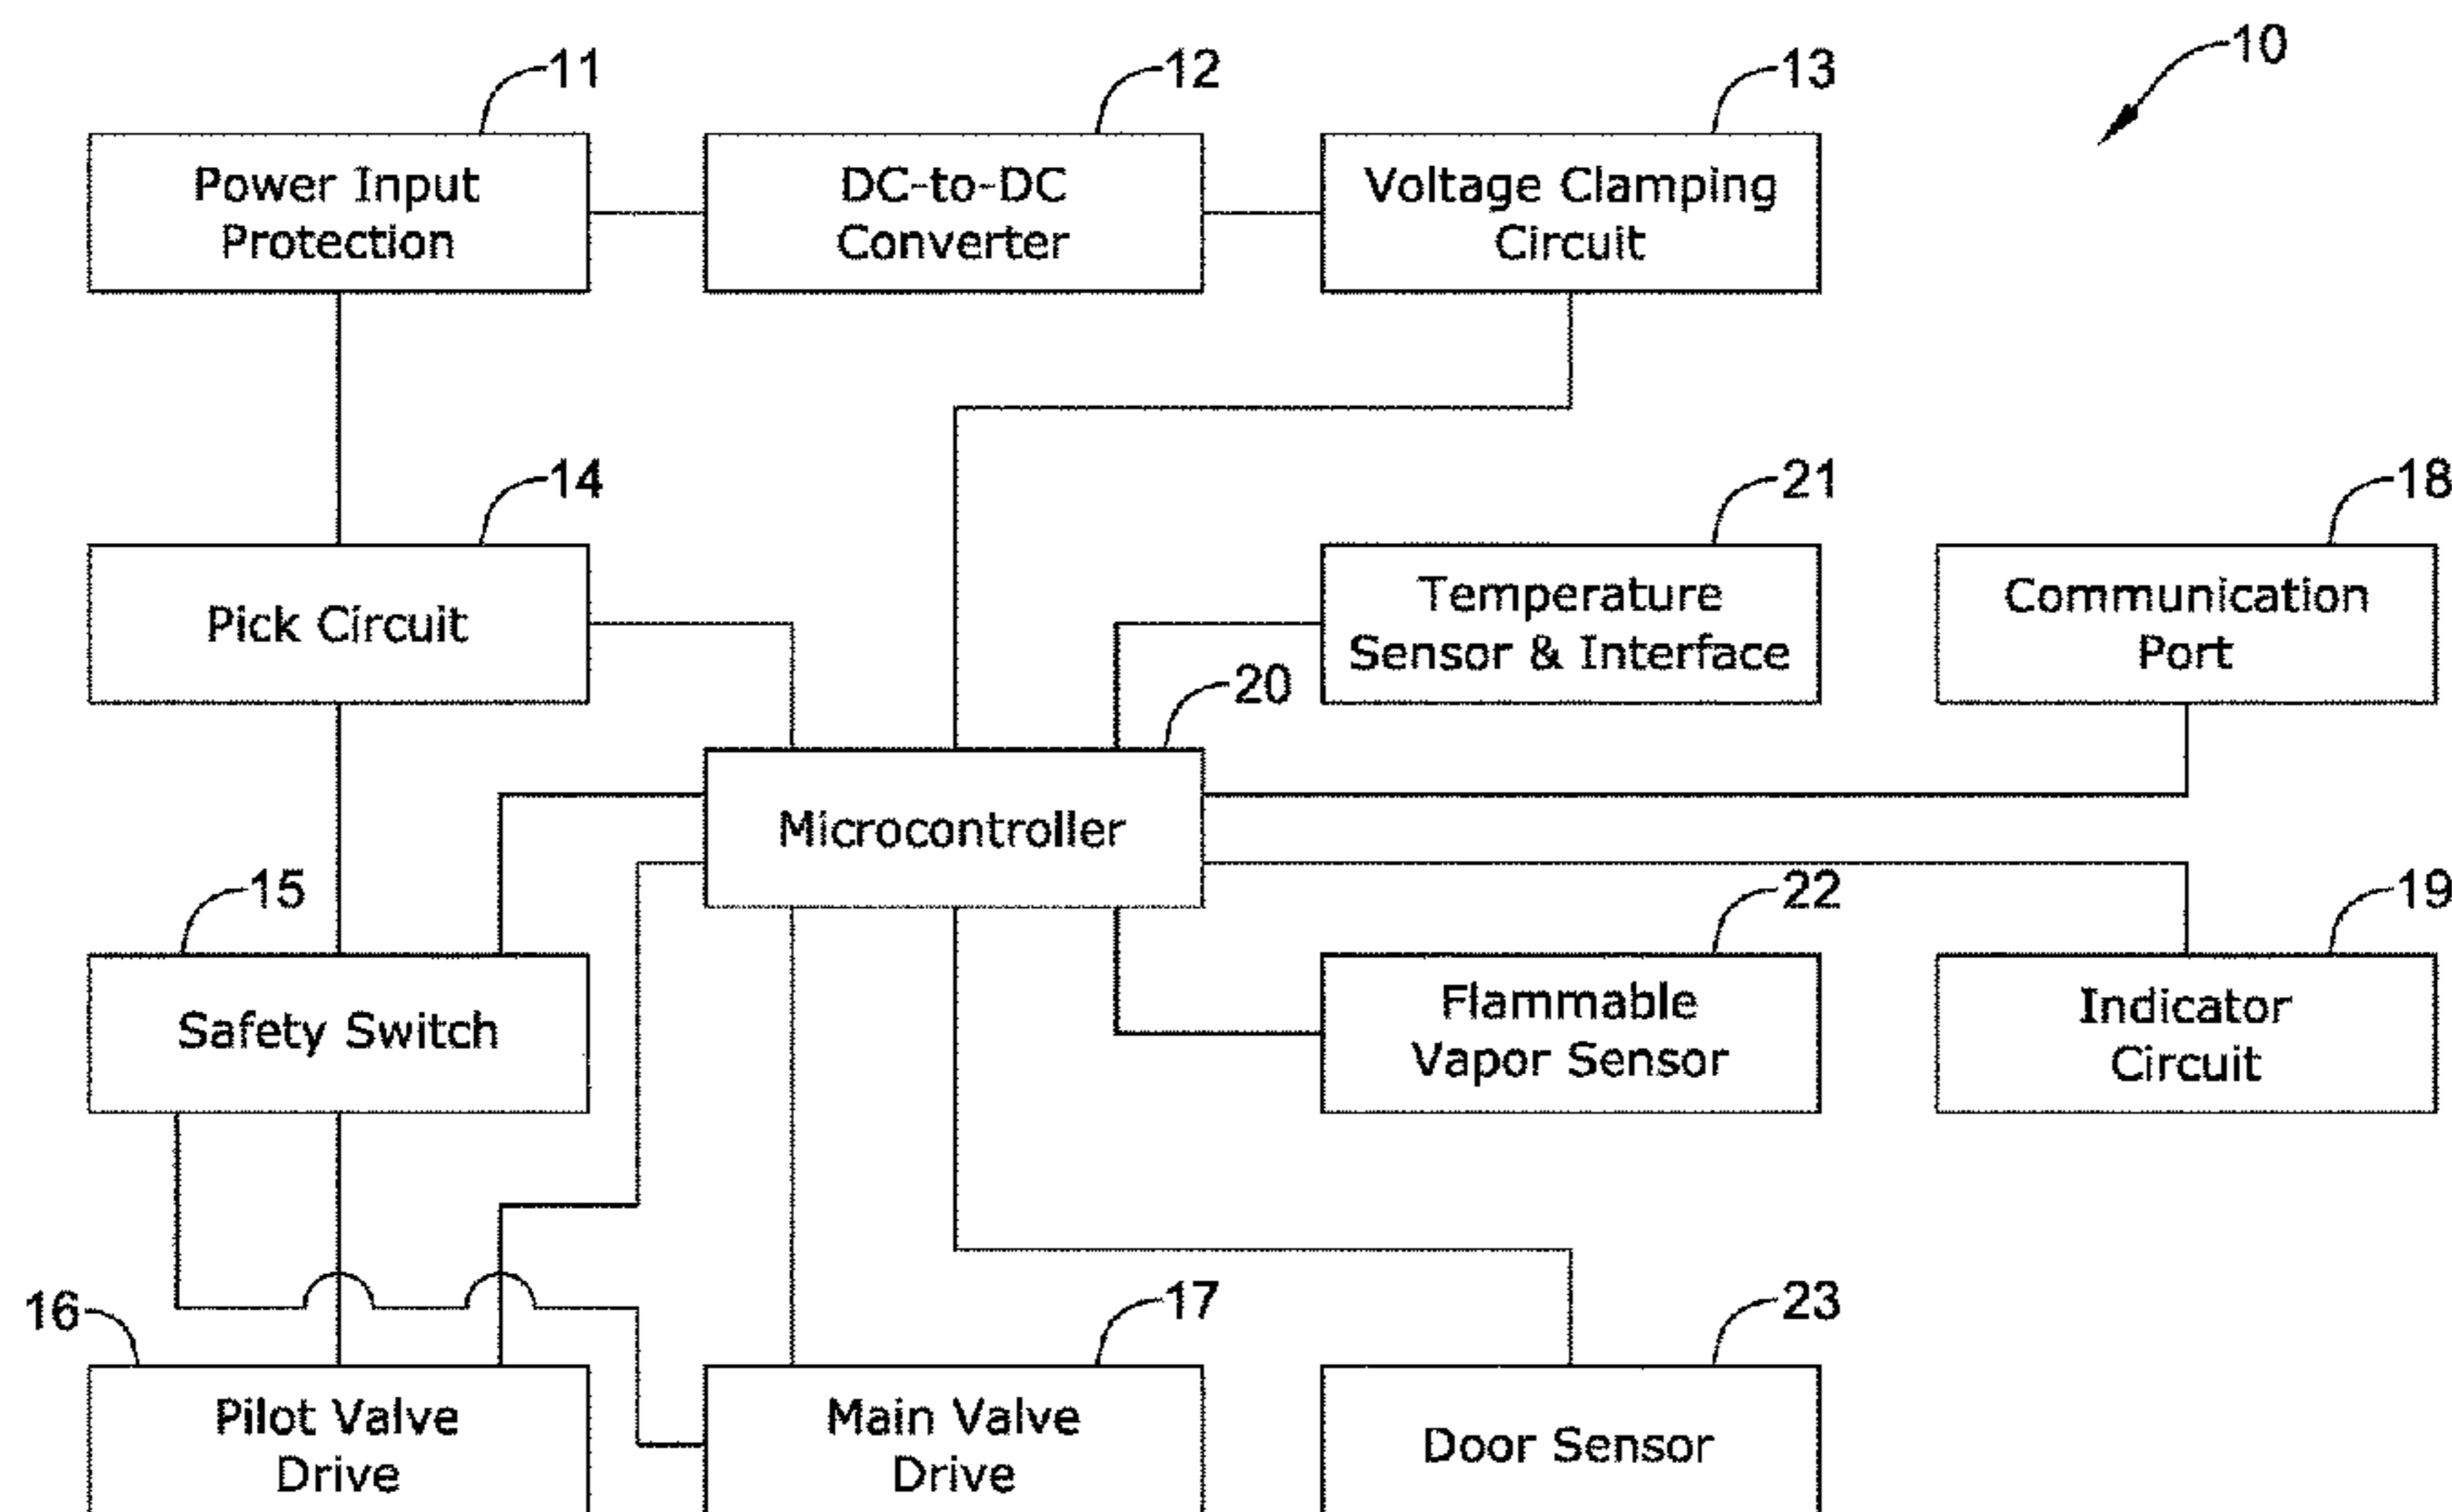 10
11
12
13
Power Input
Protection
DC-to-DC
Converter
Voltage Clamping
Circuit
14
21
18
Pick Circuit
Temperature
Sensor & Interface
Communication
Port
20
Microcontroller
15
22
19
Safety Switch
Flammable
Vapor Sensor
Indicator
Circuit
16
17
23
Pilot Valve
Drive
Main Valve
Drive
Door Sensor